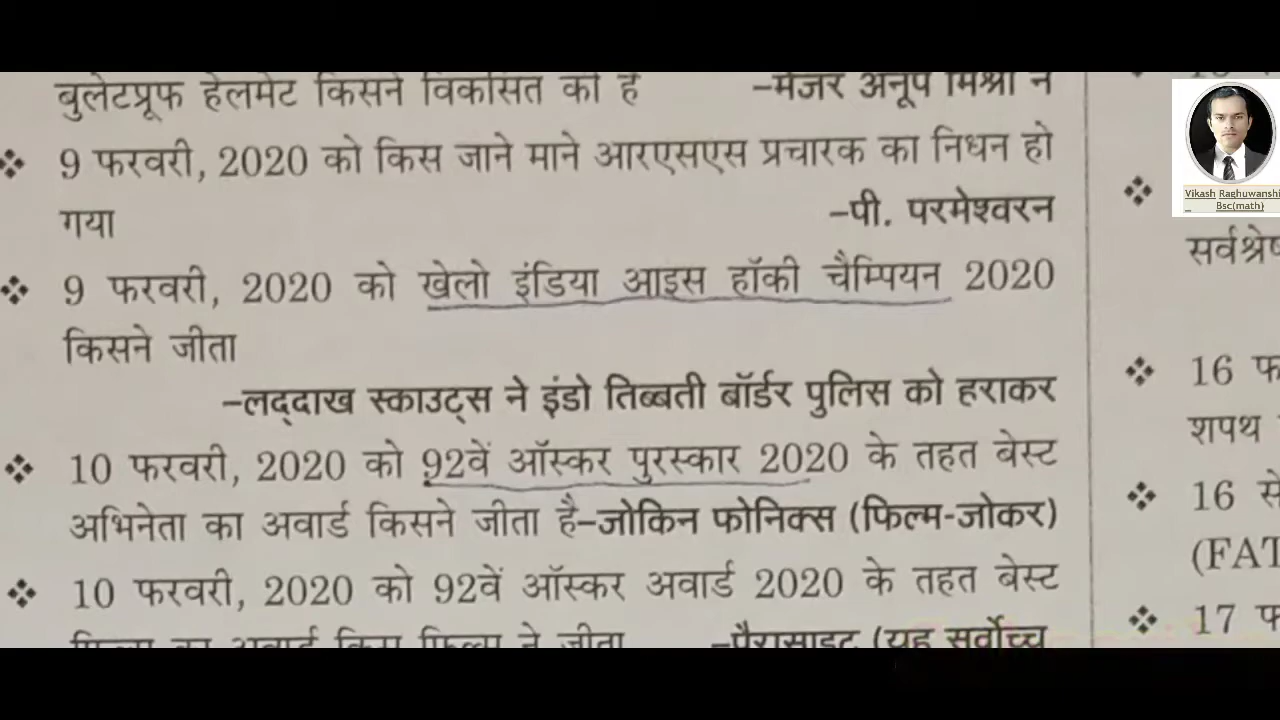 बुलेटप्रूफ हेलमेट किसने विकसित की है -मेजर अनूप मिश्रा ने
❖ 9 फरवरी, 2020 को किस जाने माने आरएसएस प्रचारक का निधन हो
गया -पी. परमेश्वरन
❖ 9 फरवरी, 2020 को खेलो इंडिया आइस हॉकी चैम्पियन 2020
किसने जीता
-लद्दाख स्काउट्स ने इंडो तिब्बती बॉर्डर पुलिस को हराकर
❖ 10 फरवरी, 2020 को 92वें ऑस्कर पुरस्कार 2020 के तहत बेस्ट
अभिनेता का अवार्ड किसने जीता है-जोकिन फोनिक्स (फिल्म-जोकर)
❖ 10 फरवरी, 2020 को 92वें ऑस्कर अवार्ड 2020 के तहत बेस्ट
फिल्म का अवार्ड किस फिल्म ने जीता -पैरासाइट (यह सर्वोच्च
Vikash Raghuwanshi
Bsc(math)
❖
❖ 16
शपथ
❖ 16 से
(FAT
❖ 17